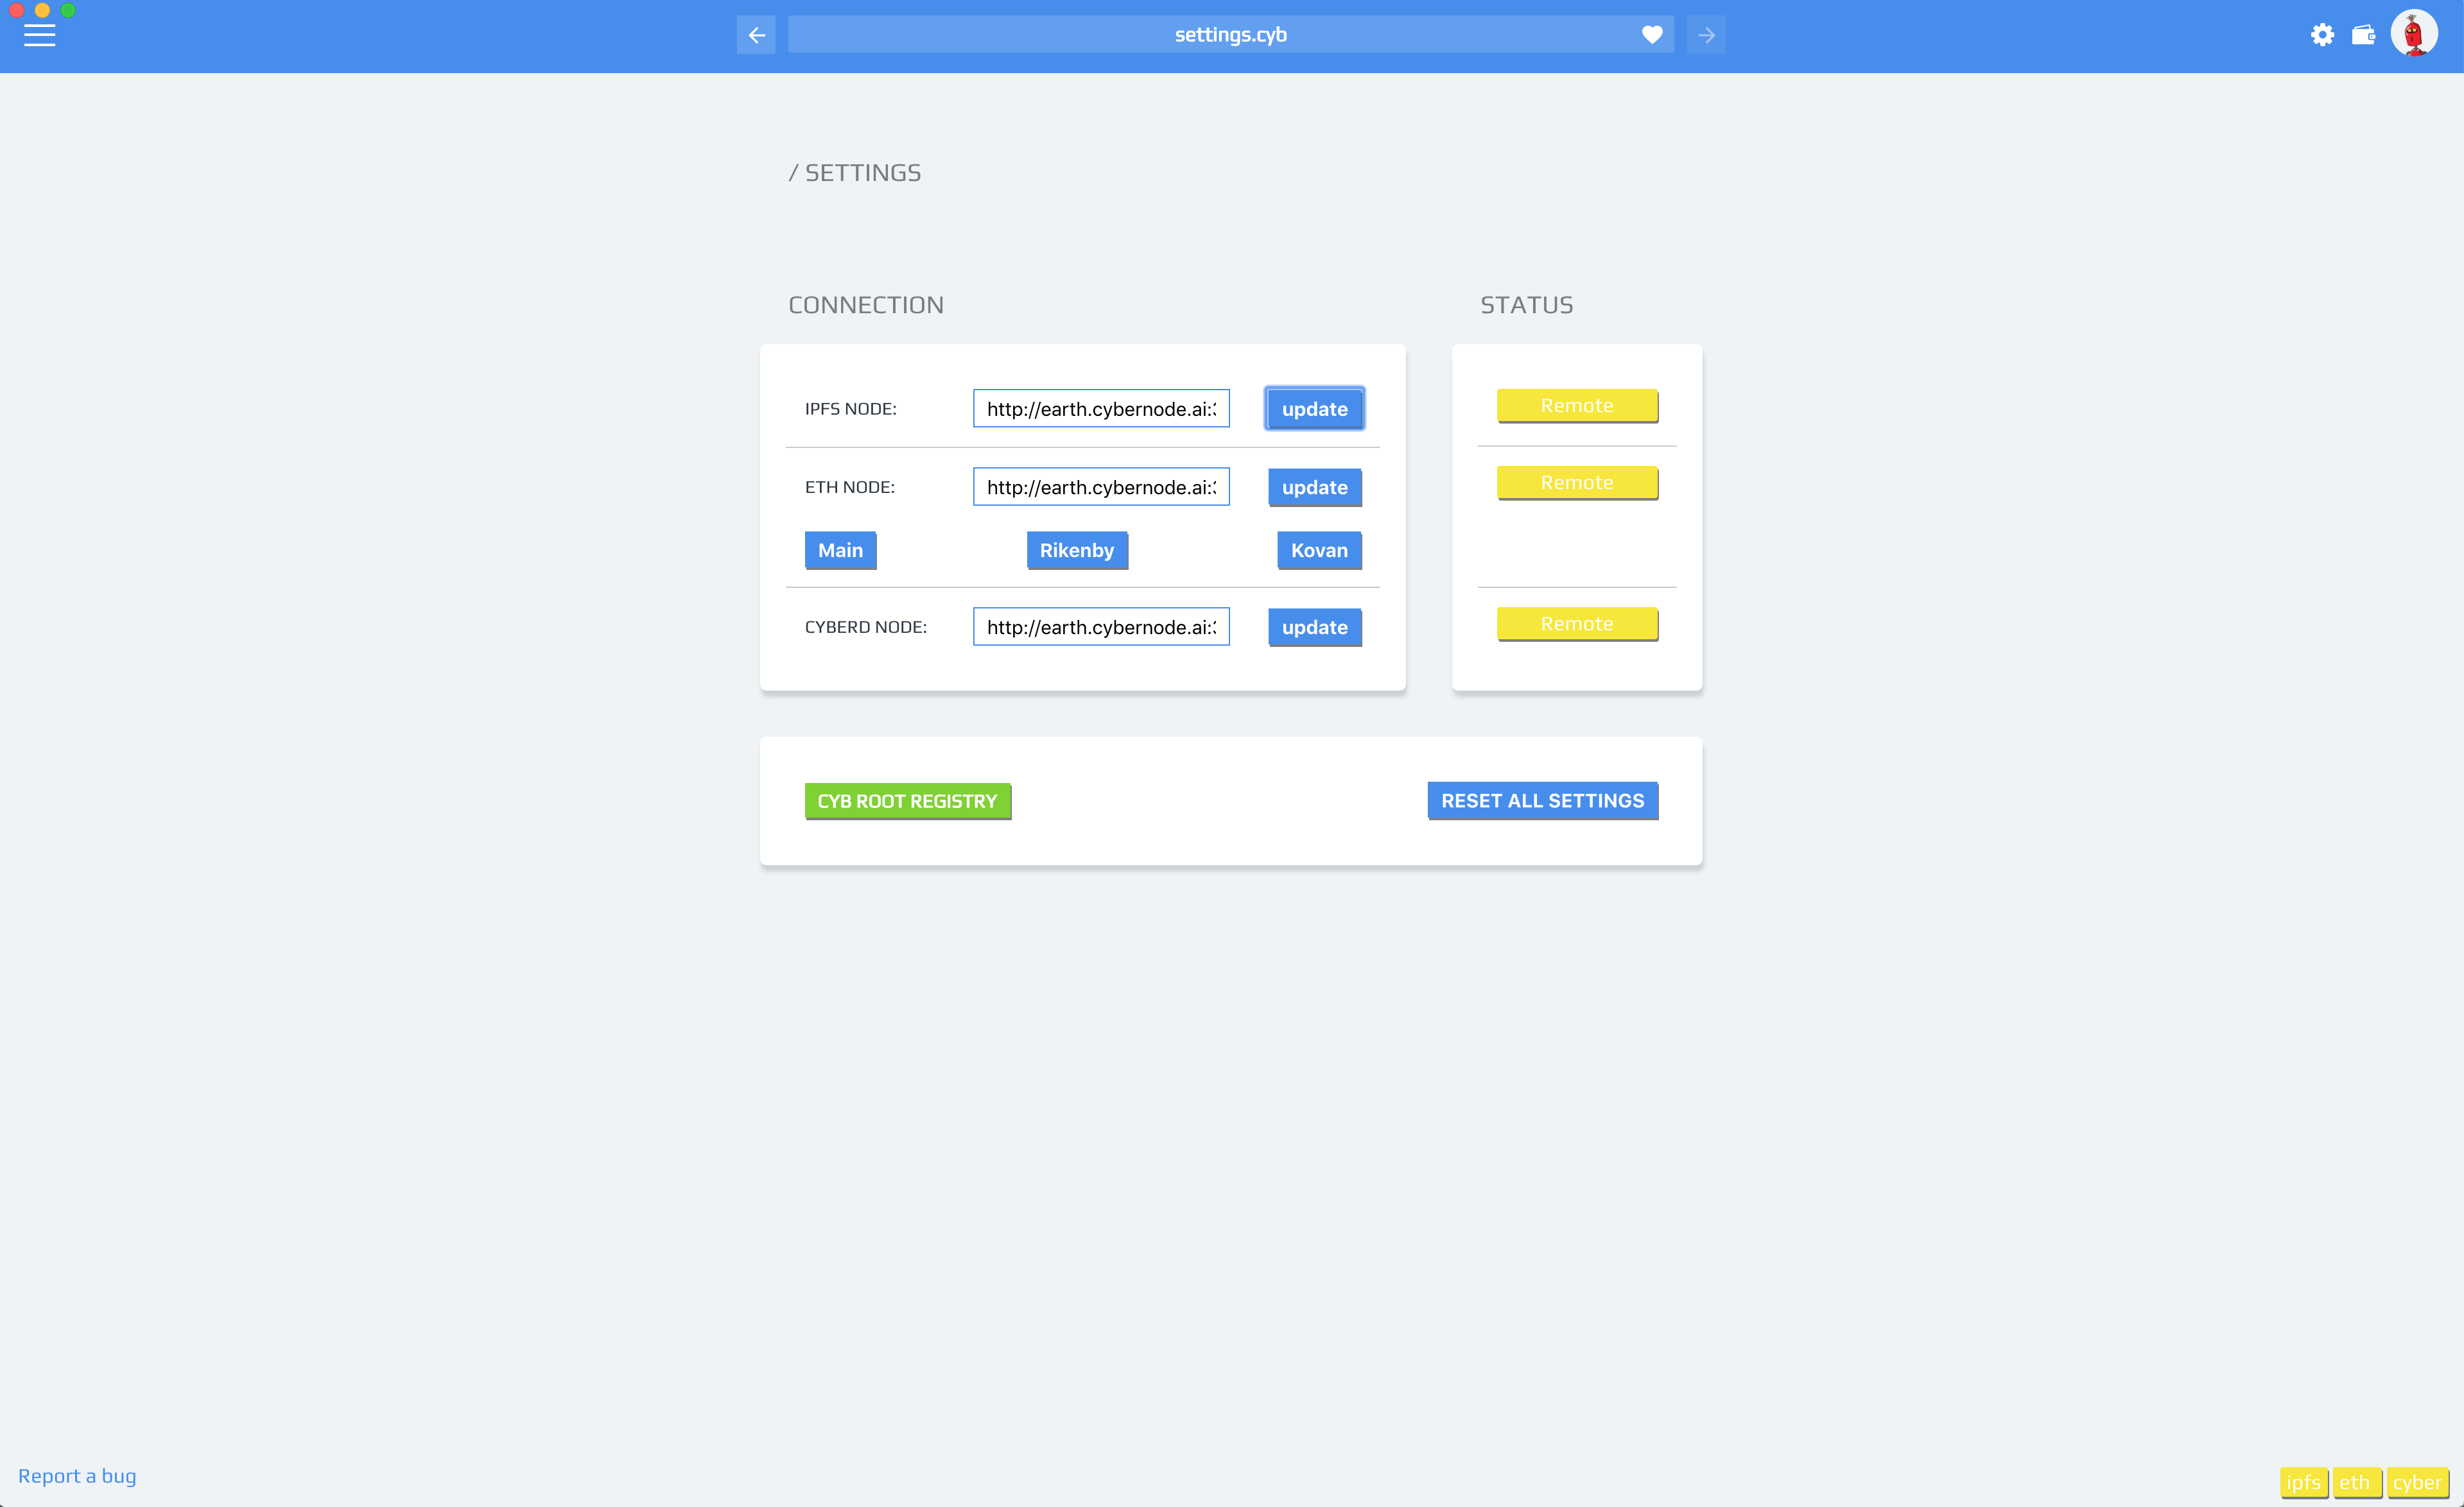 settings.cyb
/ SETTINGS
CONNECTION
STATUS
IPFS NODE: http://earth.cybernode.ai: update Remote
ETH NODE: http://earth.cybernode.ai: update Remote
Main Rikenby Kovan
CYBERD NODE: http://earth.cybernode.ai: update Remote
CYB ROOT REGISTRY RESET ALL SETTINGS
Report a bug
ipfs eth cyber